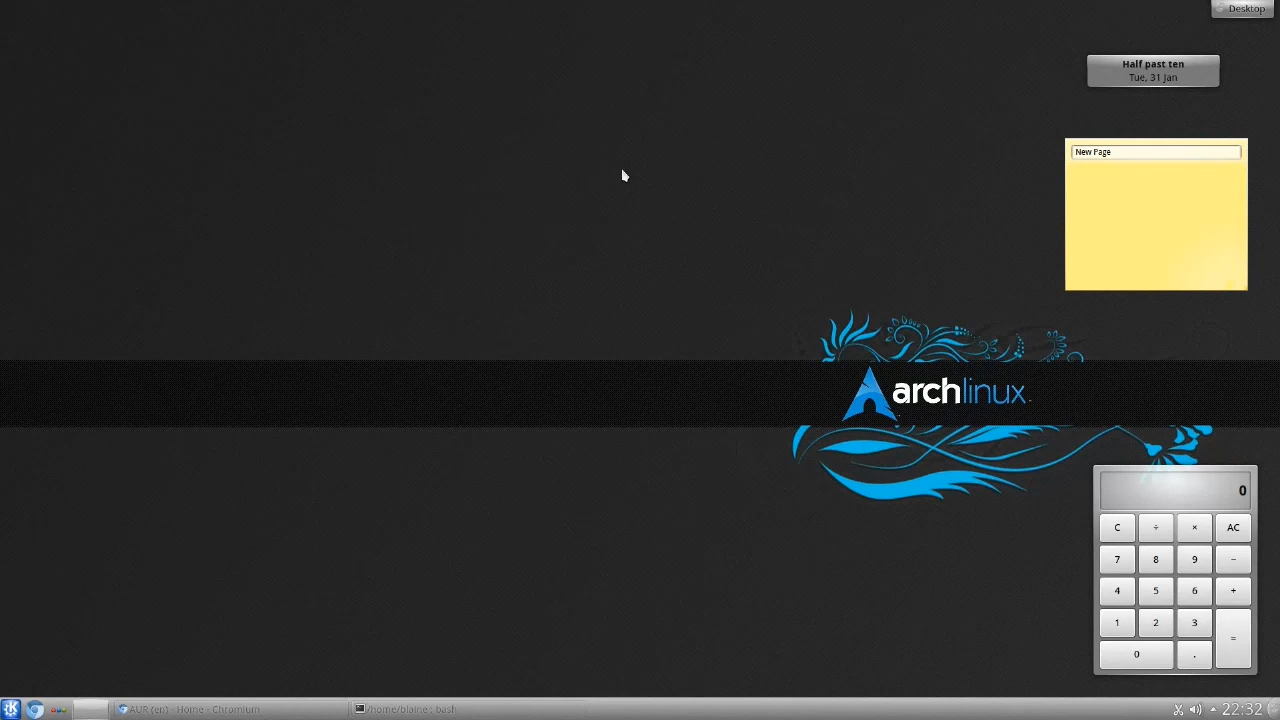 Desktop
Half past ten
Tue, 31 Jan
New Page
archlinux
0
C ÷ × AC
7 8 9 −
4 5 6 +
1 2 3 =
0 .
AUR (en) - Home - Chromium
/home/blaine : bash
22:32